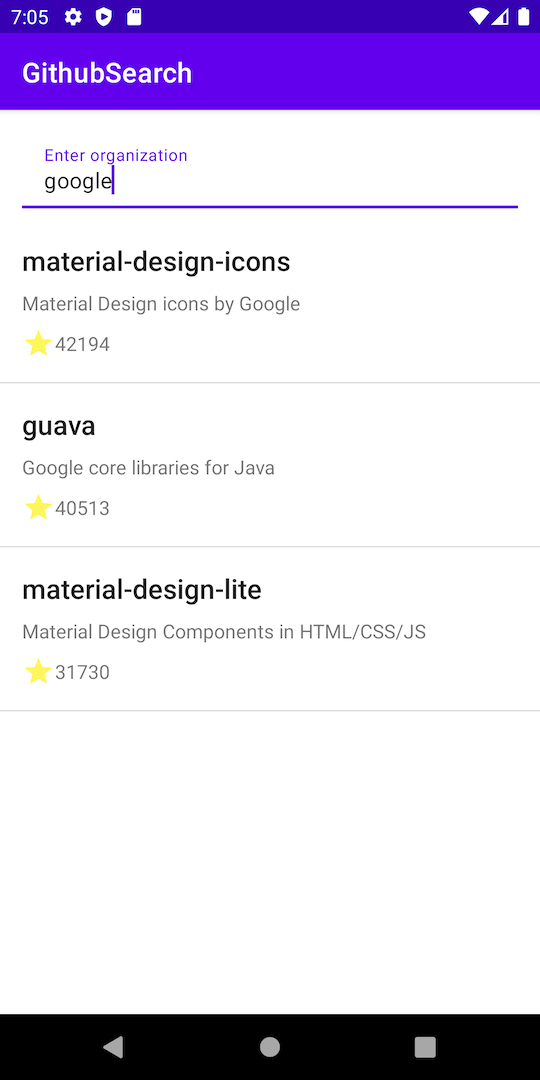 7:05
GithubSearch
Enter organization
google
material-design-icons
Material Design icons by Google
42194
guava
Google core libraries for Java
40513
material-design-lite
Material Design Components in HTML/CSS/JS
31730